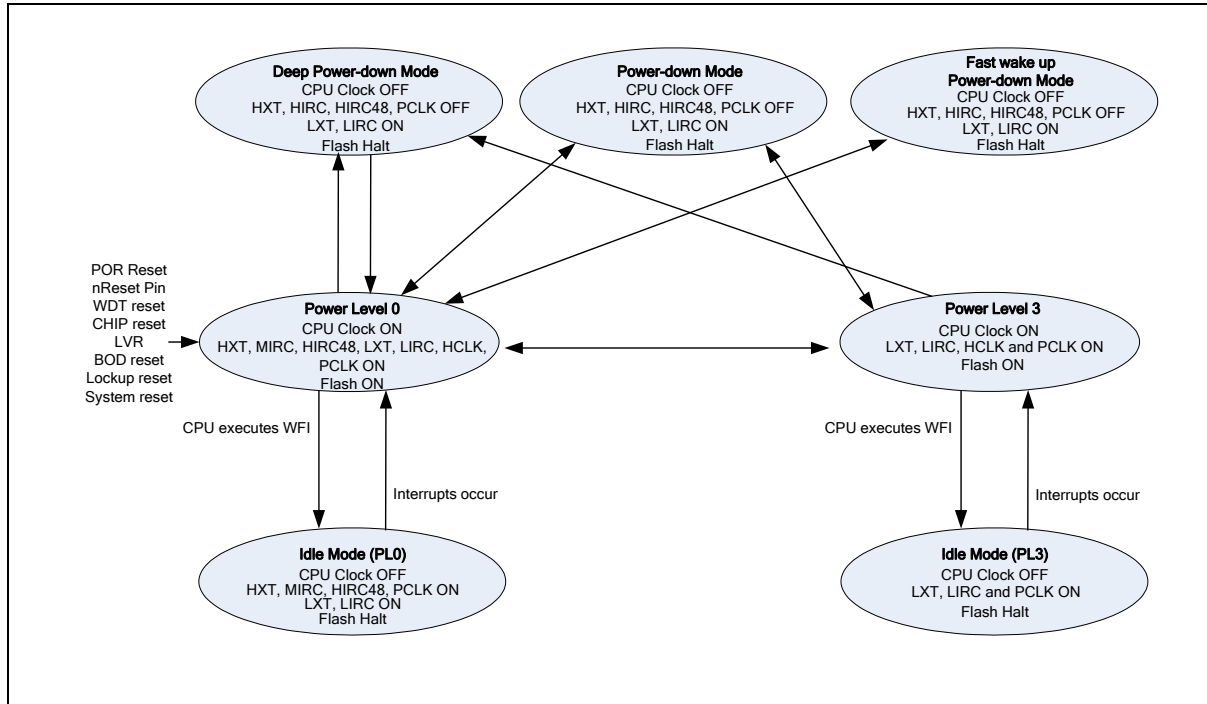 Deep Power-down Mode
CPU Clock OFF
HXT, HIRC, HIRC48, PCLK OFF
LXT, LIRC ON
Flash Halt
Power-down Mode
CPU Clock OFF
HXT, HIRC, HIRC48, PCLK OFF
LXT, LIRC ON
Flash Halt
Fast wake up
Power-down Mode
CPU Clock OFF
HXT, HIRC, HIRC48, PCLK OFF
LXT, LIRC ON
Flash Halt
POR Reset
nReset Pin
WDT reset
CHIP reset
LVR
BOD reset
Lockup reset
System reset
Power Level 0
CPU Clock ON
HXT, MIRC, HIRC48, LXT, LIRC, HCLK,
PCLK ON
Flash ON
Power Level 3
CPU Clock ON
LXT, LIRC, HCLK and PCLK ON
Flash ON
CPU executes WFI
Interrupts occur
CPU executes WFI
Interrupts occur
Idle Mode (PL0)
CPU Clock OFF
HXT, MIRC, HIRC48, PCLK ON
LXT, LIRC ON
Flash Halt
Idle Mode (PL3)
CPU Clock OFF
LXT, LIRC and PCLK ON
Flash Halt